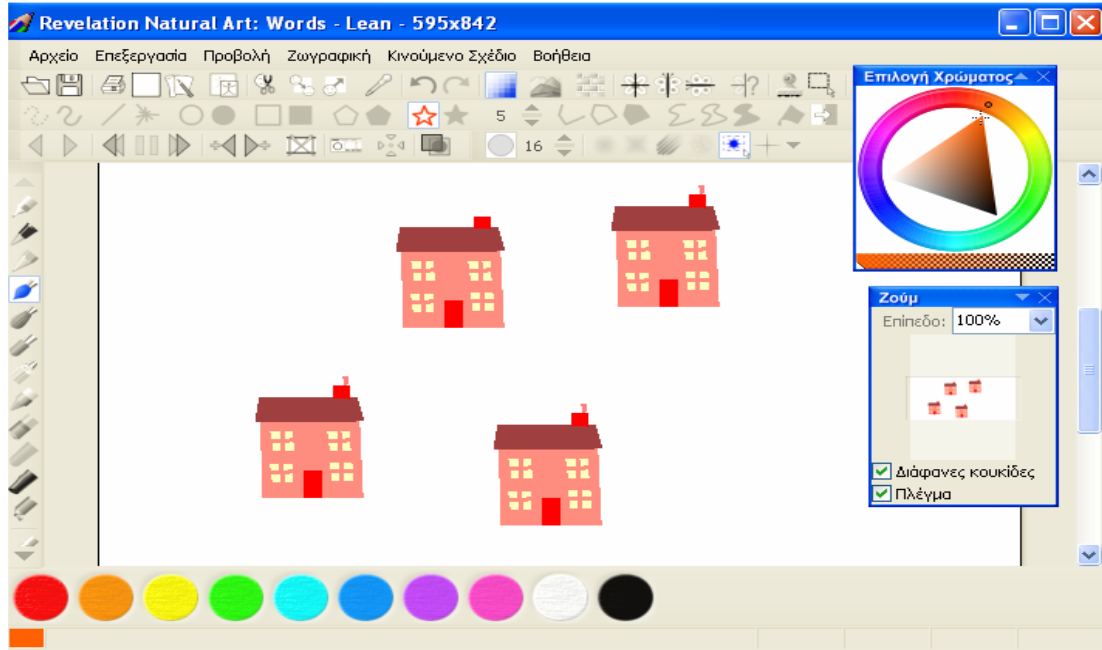 Revelation Natural Art: Words - Lean - 595x842
Αρχείο Επεξεργασία Προβολή Ζωγραφική Κινούμενο Σχέδιο Βοήθεια
Επιλογή Χρώματος
5
16
Ζούμ
Επίπεδο: 100%
Διάφανες κουκίδες
Πλέγμα